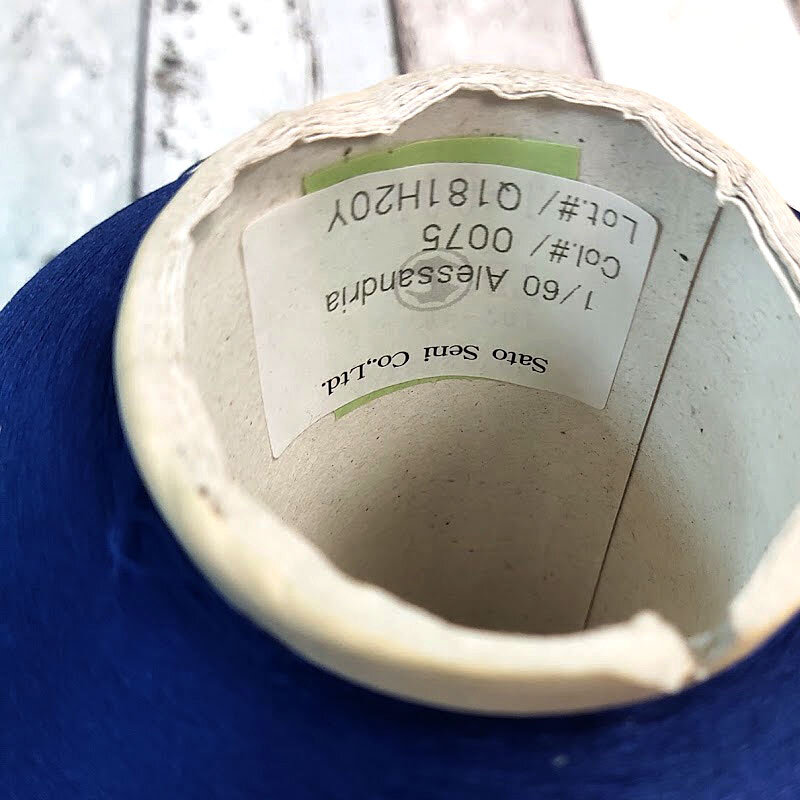 Sato Seni Co.,Ltd.
1/60 Alessandria
Col.#/ 0075
Lot.#/ Q181H20Y